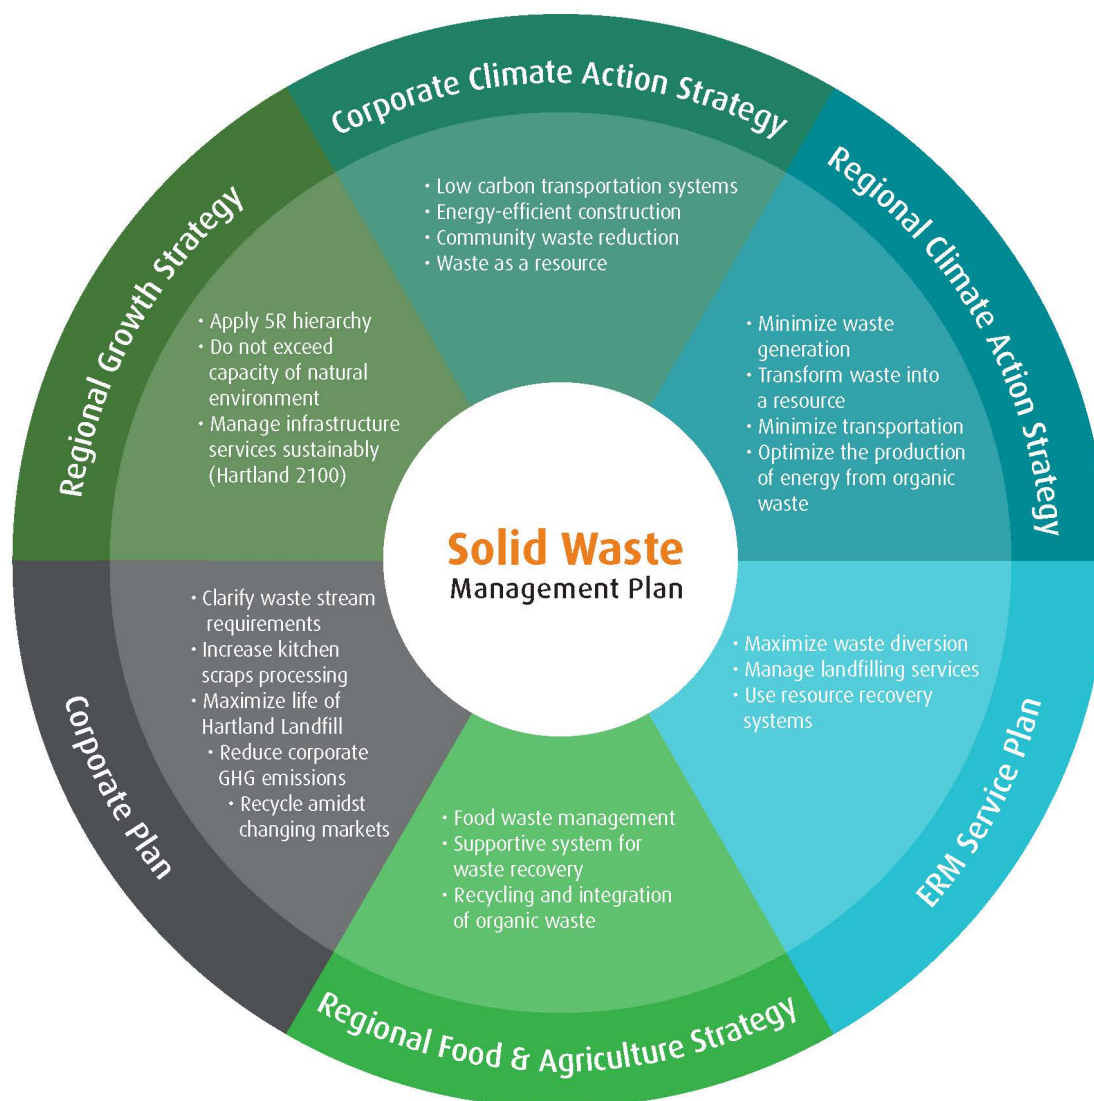 Corporate Climate Action Strategy
• Low carbon transportation systems
• Energy-efficient construction
• Community waste reduction
• Waste as a resource
Regional Climate Action Strategy
• Minimize waste
generation
• Transform waste into
a resource
• Minimize transportation
• Optimize the production
of energy from organic
waste
ERM Service Plan
• Maximize waste diversion
• Manage landfilling services
• Use resource recovery
systems
Regional Food & Agriculture Strategy
• Food waste management
• Supportive system for
waste recovery
• Recycling and integration
of organic waste
Corporate Plan
• Clarify waste stream
requirements
• Increase kitchen
scraps processing
• Maximize life of
Hartland Landfill
• Reduce corporate
GHG emissions
• Recycle amidst
changing markets
Regional Growth Strategy
• Apply 5R hierarchy
• Do not exceed
capacity of natural
environment
• Manage infrastructure
services sustainably
(Hartland 2100)
Solid Waste
Management Plan